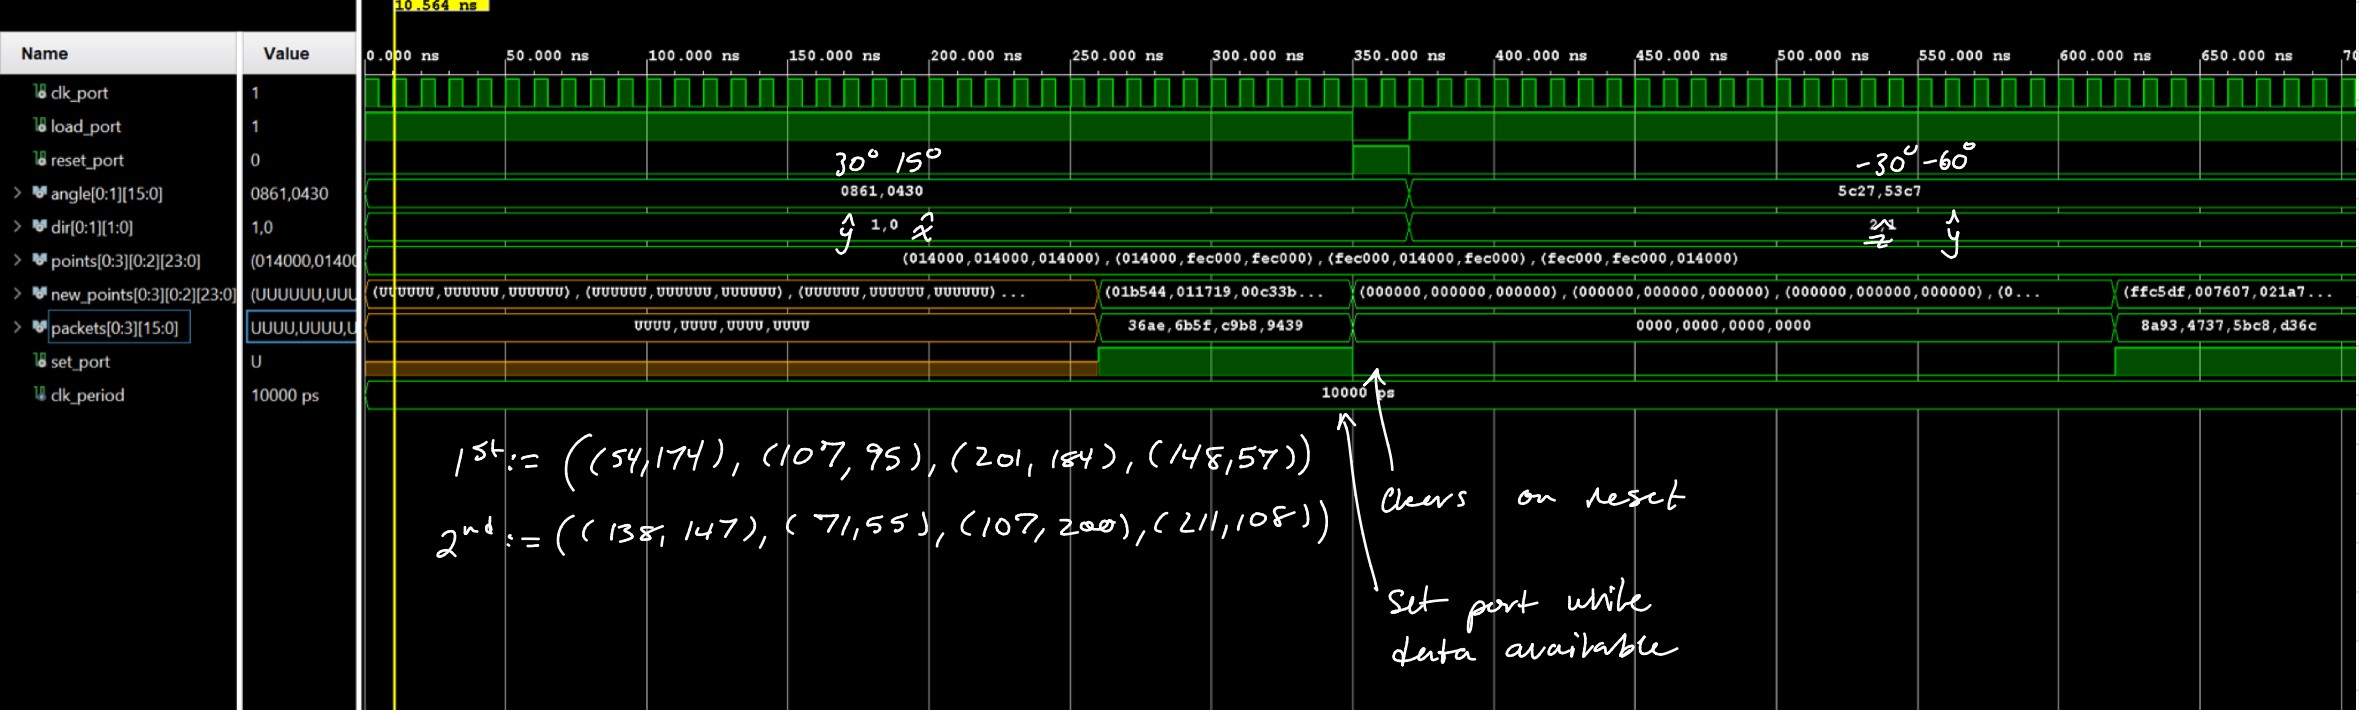 10.564 ns
Name Value
0.000 ns 50.000 ns 100.000 ns 150.000 ns 200.000 ns 250.000 ns 300.000 ns 350.000 ns 400.000 ns 450.000 ns 500.000 ns 550.000 ns 600.000 ns 650.000 ns 70
clk_port 1
load_port 1
reset_port 0 30° 15° -30° -60°
angle[0:1][15:0] 0861,0430 0861,0430 5c27,53c7
dir[0:1][1:0] 1,0 ŷ 1,0 x̂ ŷ
points[0:3][0:2][23:0] (014000,01400 (014000,014000,014000),(014000,fec000,fec000),(fec000,014000,fec000),(fec000,fec000,014000)
new_points[0:3][0:2][23:0] (UUUUUU,UUU (UUUUUU,UUUUUU,UUUUUU),(UUUUUU,UUUUUU,UUUUUU),(UUUUUU,UUUUUU,UUUUUU)... (01b544,011719,00c33b... (000000,000000,000000),(000000,000000,000000),(000000,000000,000000),(0... (ffc5df,007607,021a7...
packets[0:3][15:0] UUUU,UUUU,U UUUU,UUUU,UUUU,UUUU 36ae,6b5f,c9b8,9439 0000,0000,0000,0000 8a93,4737,5bc8,d36c
set_port U
clk_period 10000 ps 10000 ps
1st := ((54,174), (107,95), (201,184), (148,57))
2nd := ((138,147), (71,55), (107,200), (211,108))
Clears on reset
Set port while
data available